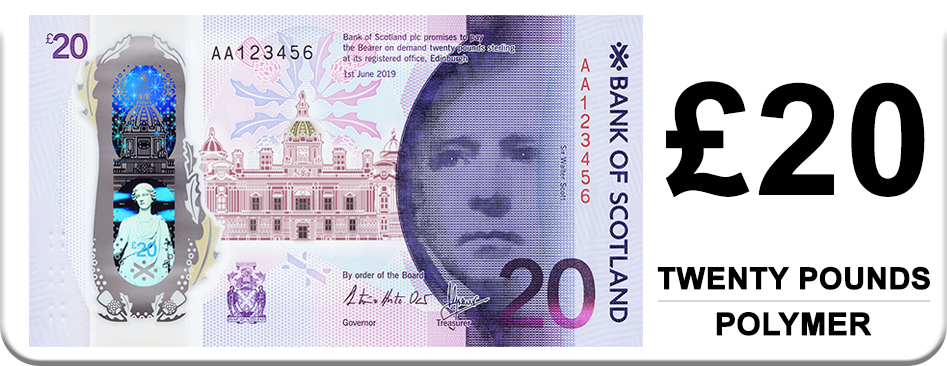 £20
AA123456
Bank of Scotland plc promises to pay
the Bearer on demand twenty pounds sterling
at its registered office, Edinburgh
1st June 2019
BANK OF SCOTLAND
AA123456
Sir Walter Scott
£20
By order of the Board
Governor
Treasurer
20
£20
TWENTY POUNDS
POLYMER